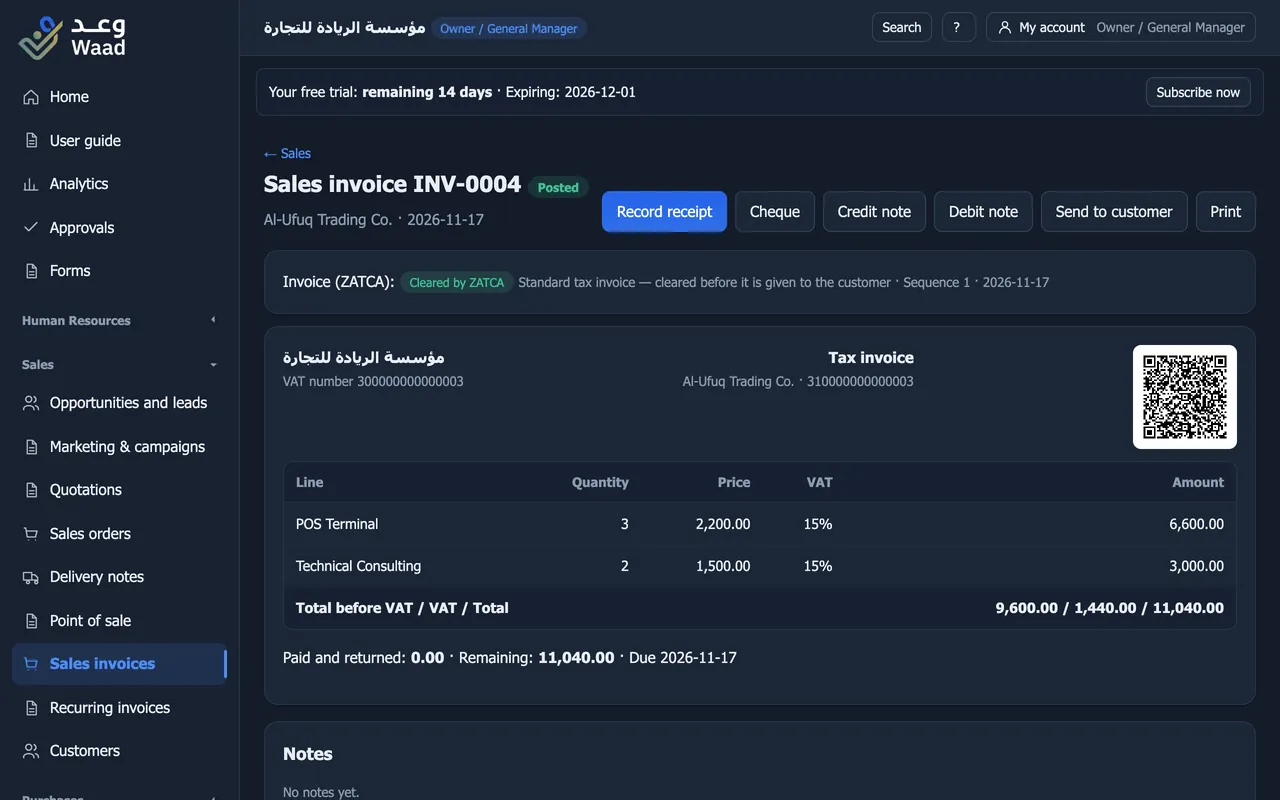 وعد
Waad
Home
User guide
Analytics
Approvals
Forms
Human Resources
Sales
Opportunities and leads
Marketing & campaigns
Quotations
Sales orders
Delivery notes
Point of sale
Sales invoices
Recurring invoices
Customers
Purchases
مؤسسة الريادة للتجارة Owner / General Manager
Search ? My account Owner / General Manager
Your free trial: remaining 14 days · Expiring: 2026-12-01 Subscribe now
← Sales
Sales invoice INV-0004 Posted
Al-Ufuq Trading Co. · 2026-11-17
Record receipt Cheque Credit note Debit note Send to customer Print
Invoice (ZATCA): Cleared by ZATCA Standard tax invoice — cleared before it is given to the customer · Sequence 1 · 2026-11-17
مؤسسة الريادة للتجارة Tax invoice
VAT number 300000000000003 Al-Ufuq Trading Co. · 310000000000003
Line Quantity Price VAT Amount
POS Terminal 3 2,200.00 15% 6,600.00
Technical Consulting 2 1,500.00 15% 3,000.00
Total before VAT / VAT / Total 9,600.00 / 1,440.00 / 11,040.00
Paid and returned: 0.00 · Remaining: 11,040.00 · Due 2026-11-17
Notes
No notes yet.